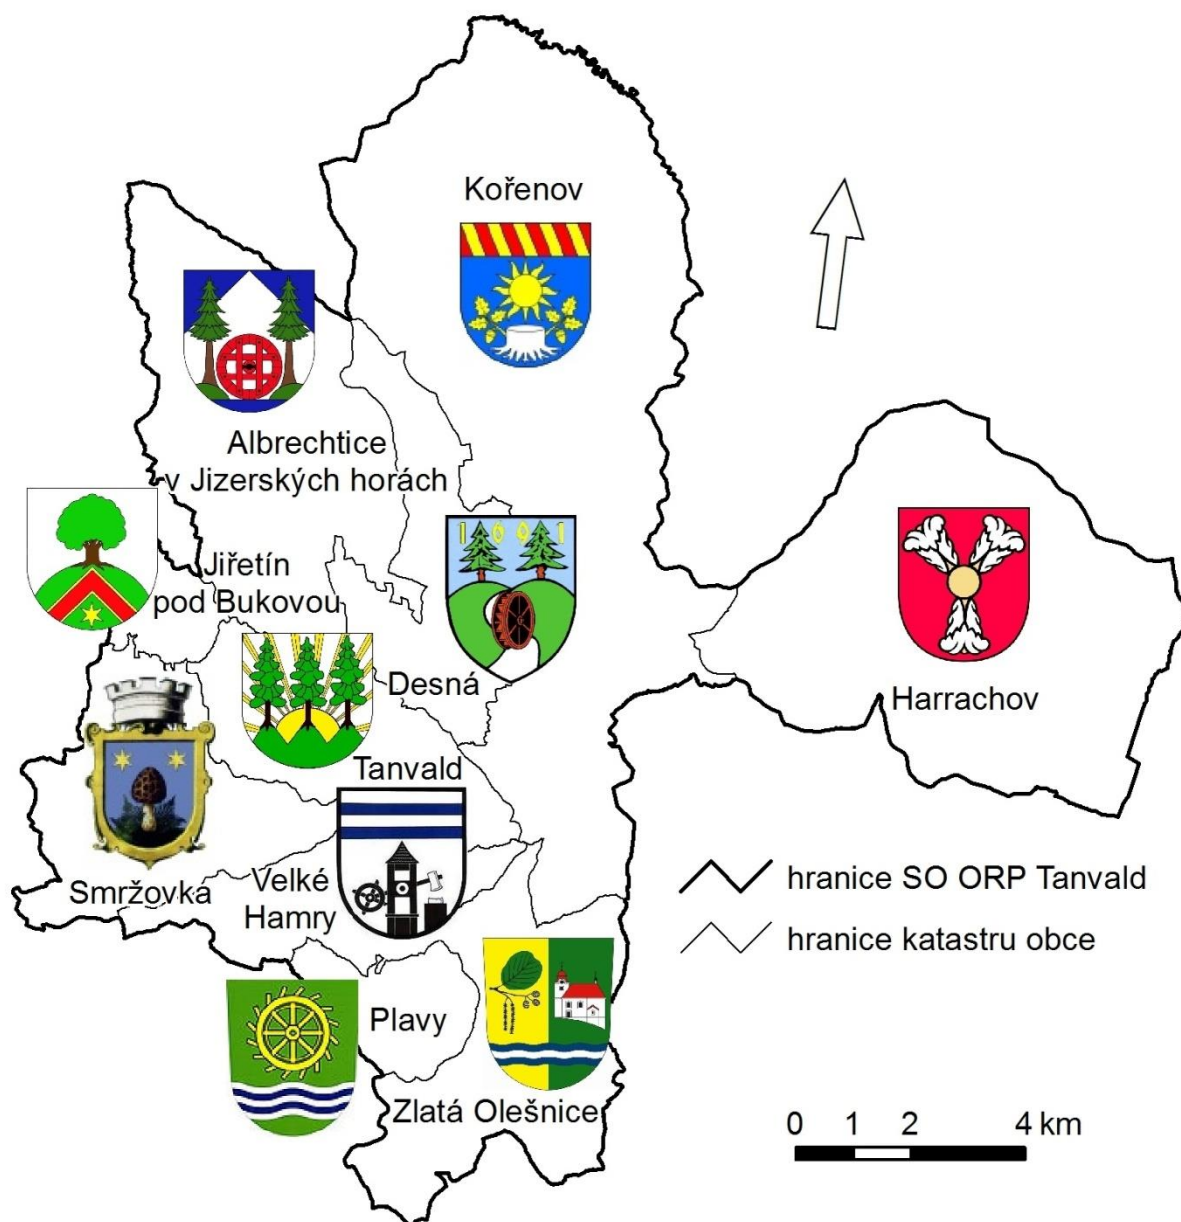 Kořenov
Albrechtice
v Jizerských horách
1601
Jiřetín
pod Bukovou
Desná
Harrachov
Tanvald
Smržovka
Velké
Hamry
hranice SO ORP Tanvald
hranice katastru obce
Plavy
Zlatá Olešnice
0 1 2 4 km